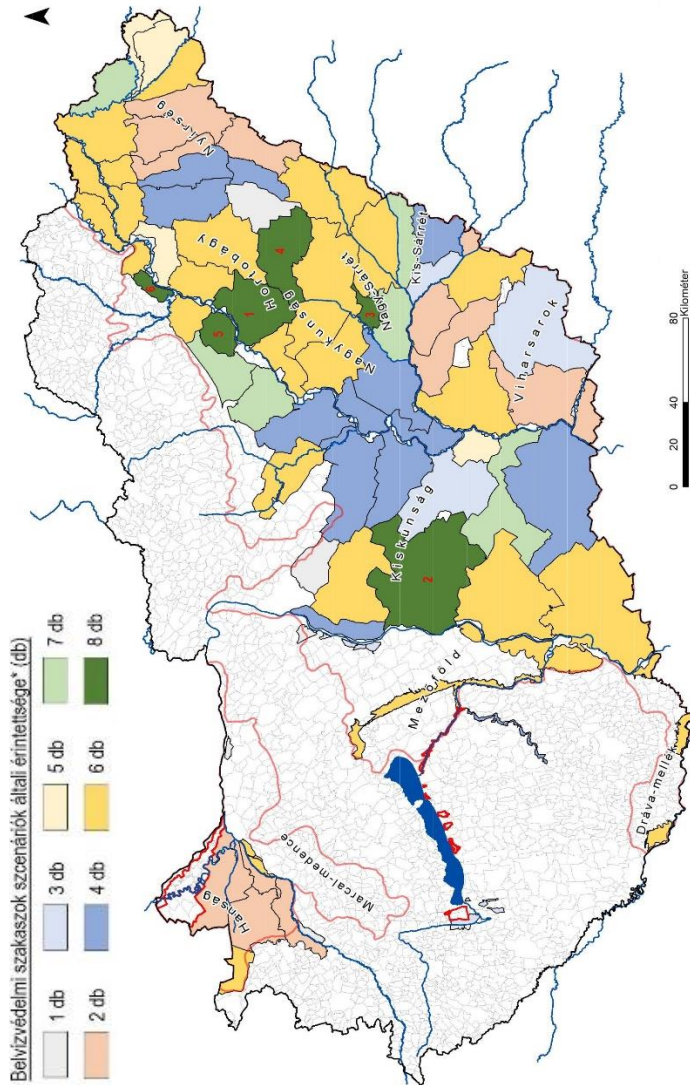 Belvízvédelmi szakaszok szcenáriók általi érintettsége* (db)
1 db
3 db
5 db
7 db
2 db
4 db
6 db
8 db
Nyírség
Hortobágy
Nagykunság
Nagy-Sárrét
Kis-Sárrét
Viharsarok
Kiskunság
Mezőföld
Dráva-mellék
Marcal-medence
Hanság
1
2
3
4
5
6
0
20
40
80
Kilométer